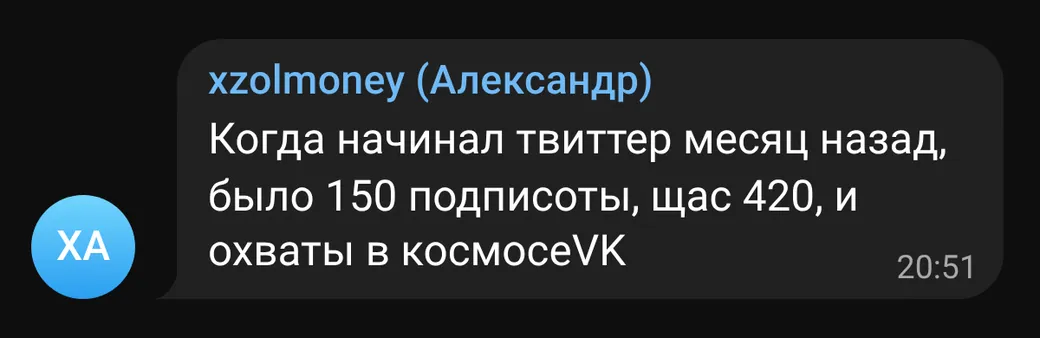 xzolmoney (Александр)
Когда начинал твиттер месяц назад,
было 150 подписоты, щас 420, и
охваты в космосеVK
XA
20:51